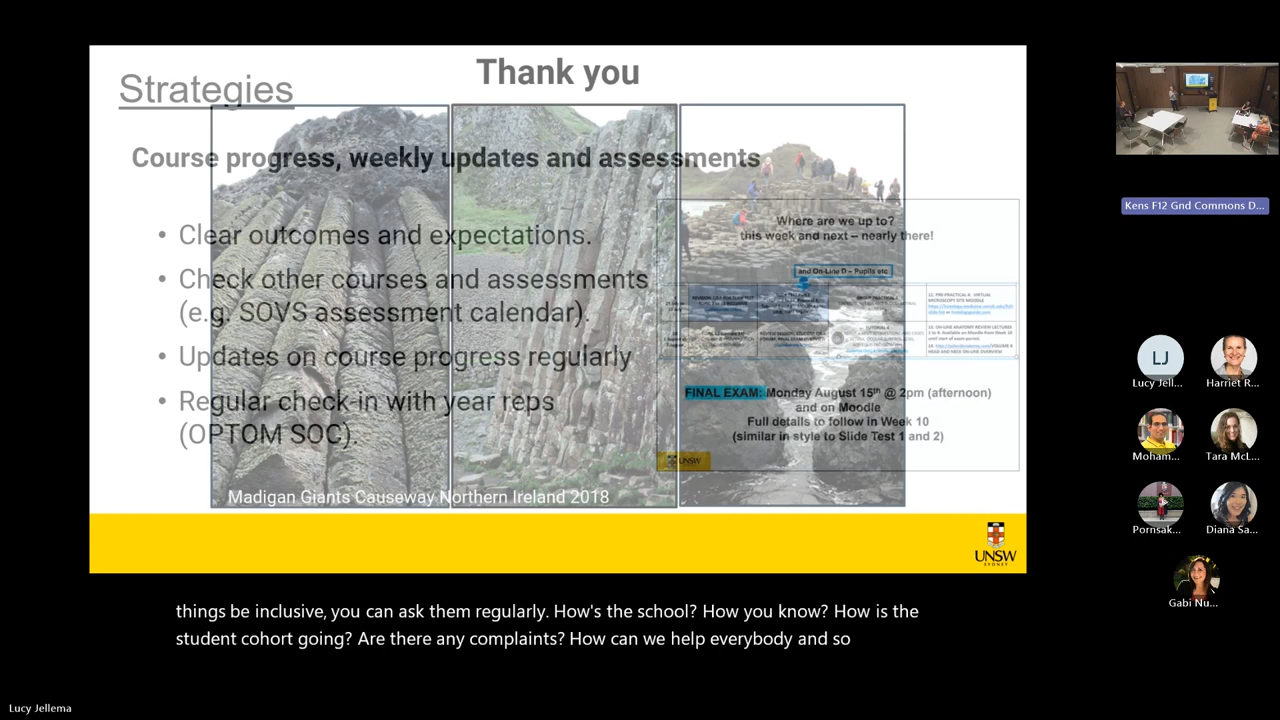 Thank you
Strategies
Course progress, weekly updates and assessments
• Clear outcomes and expectations.
• Check other courses and assessments
(e.g. SOVS assessment calendar).
• Updates on course progress regularly
• Regular check-in with year reps
(OPTOM SOC).
Where are we up to?
this week and next – nearly there!
and On-Line D – Pupils etc
FINAL EXAM: Monday August 15th @ 2pm (afternoon)
and on Moodle
Full details to follow in Week 10
(similar in style to Slide Test 1 and 2)
UNSW
Madigan Giants Causeway Northern Ireland 2018
UNSW
SYDNEY
things be inclusive, you can ask them regularly. How's the school? How you know? How is the
student cohort going? Are there any complaints? How can we help everybody and so
Lucy Jellema
Kens F12 Gnd Commons D...
LJ
Lucy Jell...
Harriet R...
Moham...
Tara McL...
Pornsak...
Diana Sa...
Gabi Nu...